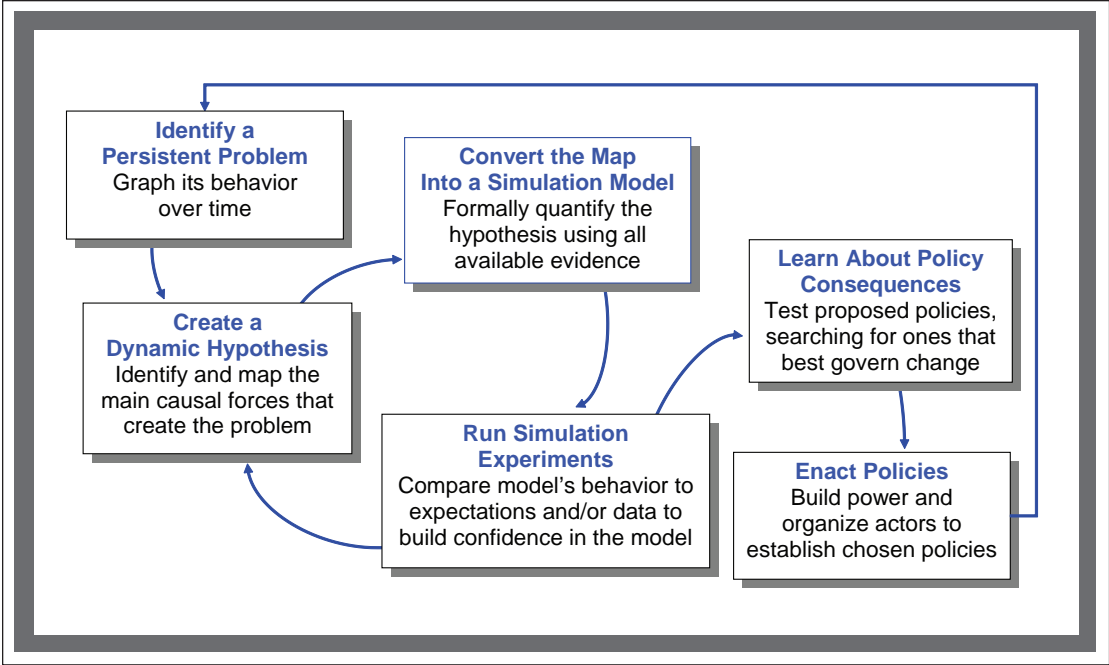 Identify a
Persistent Problem
Graph its behavior
over time
Create a
Dynamic Hypothesis
Identify and map the
main causal forces that
create the problem
Convert the Map
Into a Simulation Model
Formally quantify the
hypothesis using all
available evidence
Run Simulation
Experiments
Compare model’s behavior to
expectations and/or data to
build confidence in the model
Learn About Policy
Consequences
Test proposed policies,
searching for ones that
best govern change
Enact Policies
Build power and
organize actors to
establish chosen policies